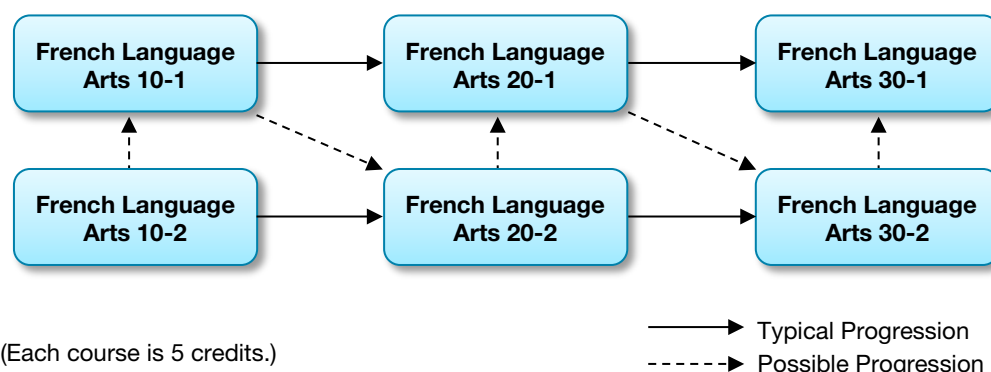 French Language
Arts 10-1
French Language
Arts 20-1
French Language
Arts 30-1
French Language
Arts 10-2
French Language
Arts 20-2
French Language
Arts 30-2
(Each course is 5 credits.)
Typical Progression
Possible Progression